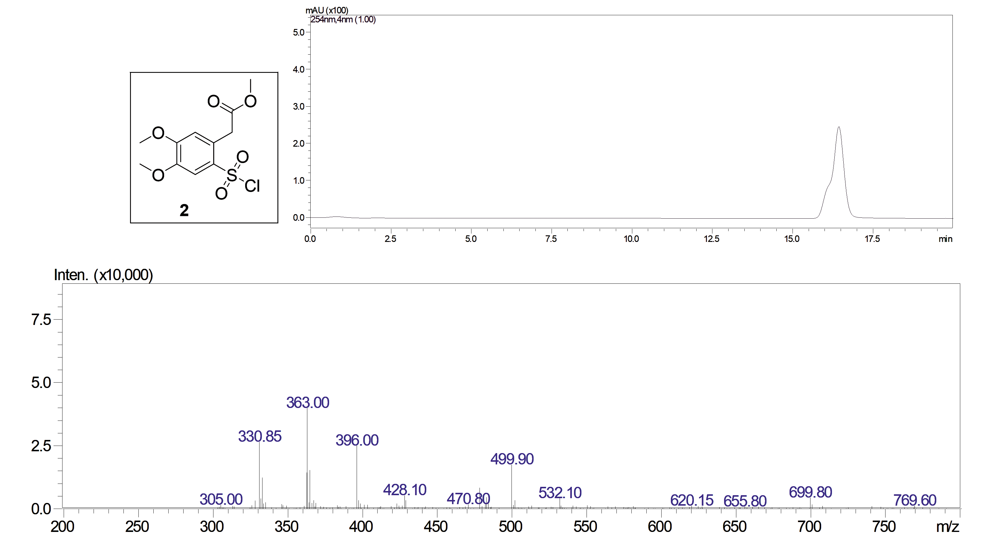 mAU (x100)
254nm,4nm (1.00)
5.0
4.0
3.0
2.0
1.0
0.0
0.0 2.5 5.0 7.5 10.0 12.5 15.0 17.5 min
O
O
O
O
O
S
Cl
O
2
Inten. (x10,000)
7.5
5.0
2.5
0.0
363.00
330.85
396.00
499.90
428.10
532.10
699.80
305.00
470.80
620.15
655.80
769.60
200 250 300 350 400 450 500 550 600 650 700 750 m/z